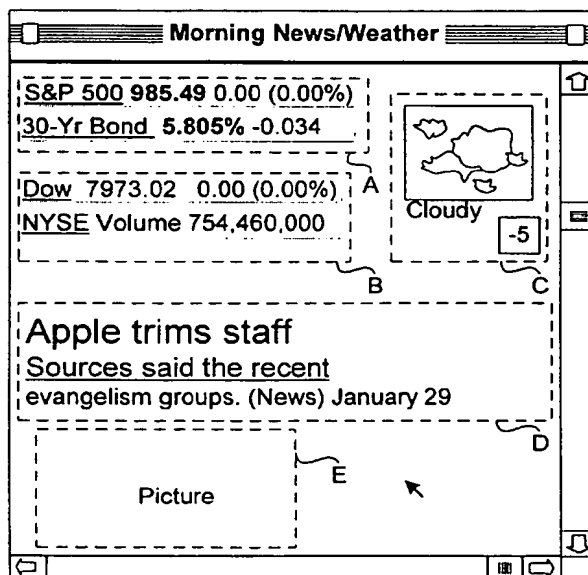 Morning News/Weather
S&P 500 985.49 0.00 (0.00%)
30-Yr Bond 5.805% -0.034
A
Dow 7973.02 0.00 (0.00%)
NYSE Volume 754,460,000
B
Cloudy
-5
C
Apple trims staff
Sources said the recent
evangelism groups. (News) January 29
D
Picture
E